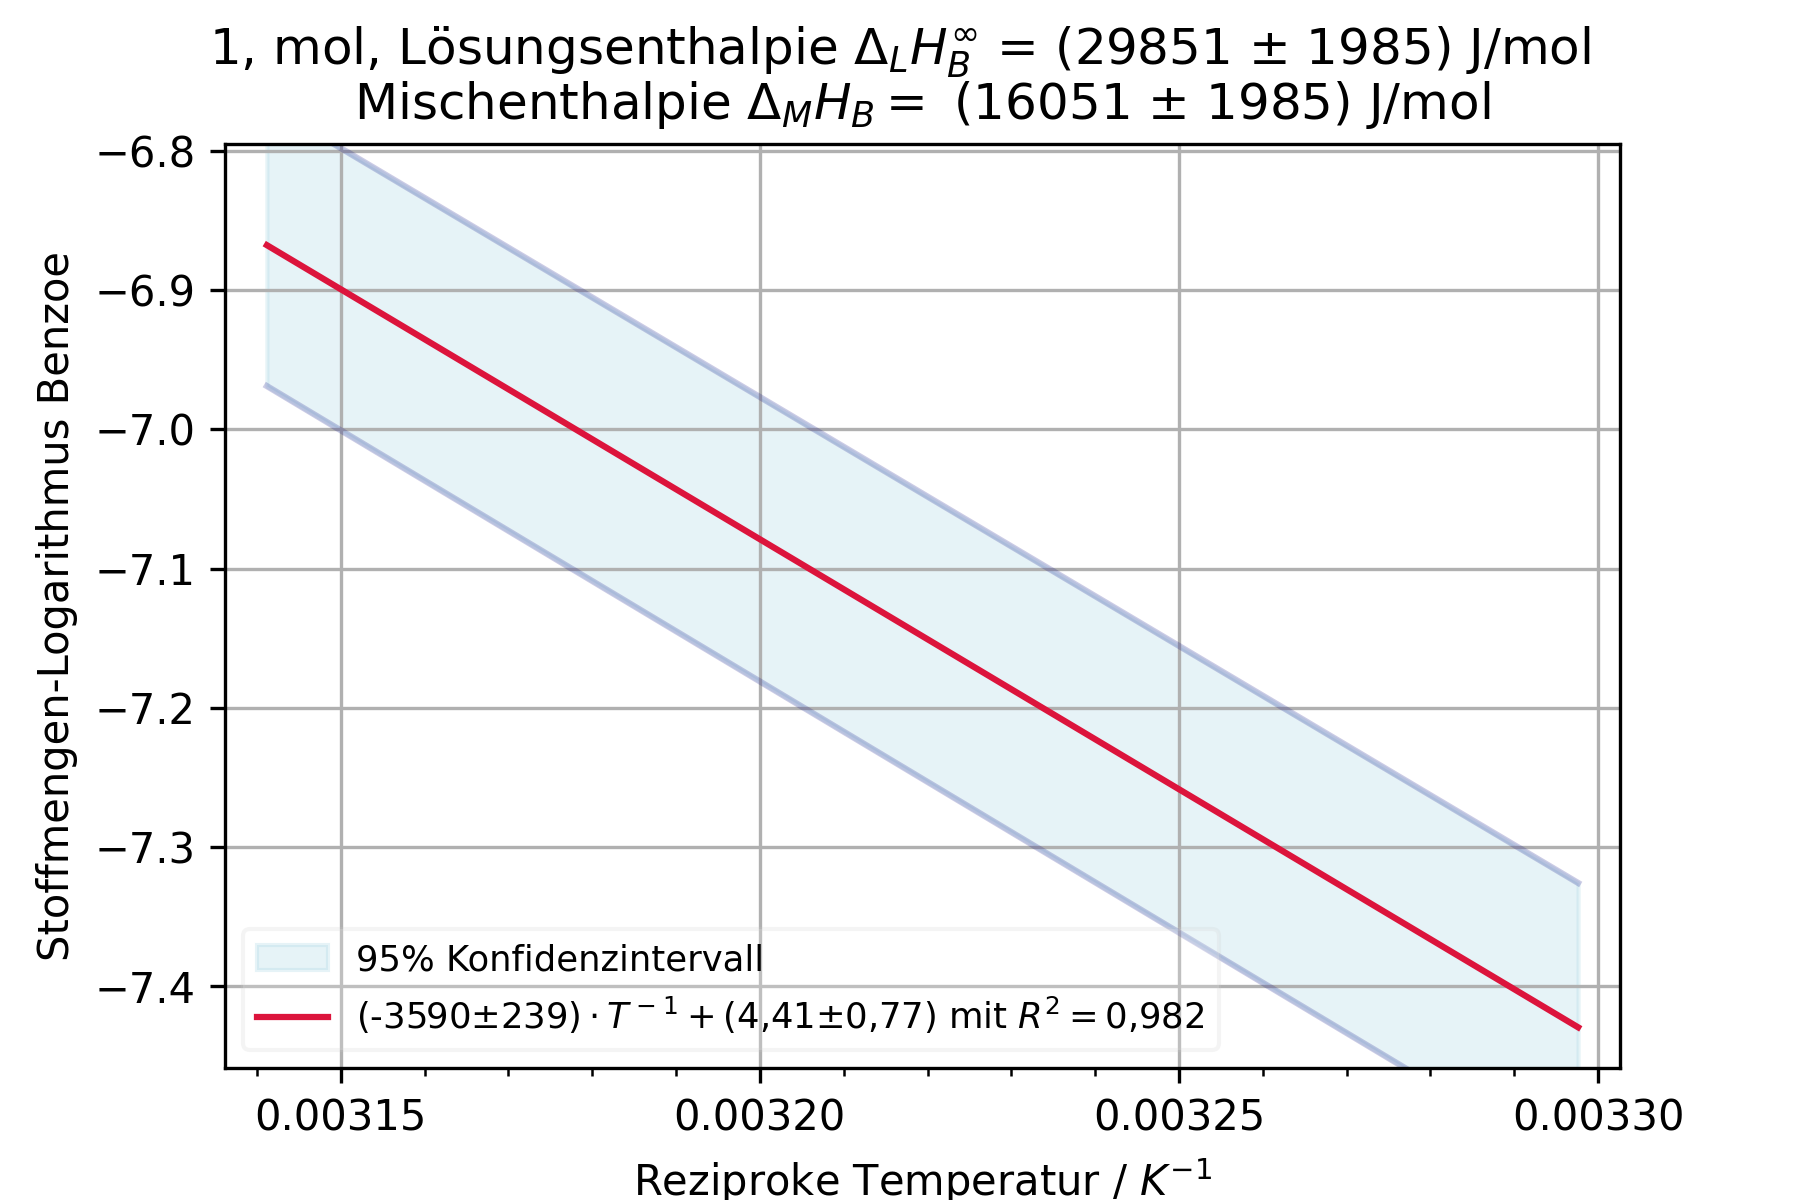 1, mol, Lösungsenthalpie Δ_L H_B^∞ = (29851 ± 1985) J/mol
Mischenthalpie Δ_M H_B = (16051 ± 1985) J/mol
Stoffmengen-Logarithmus Benzoe
−6.8
−6.9
−7.0
−7.1
−7.2
−7.3
−7.4
95% Konfidenzintervall
(-3590±239) · T^−1 + (4,41±0,77) mit R^2 = 0,982
0.00315 0.00320 0.00325 0.00330
Reziproke Temperatur / K^−1